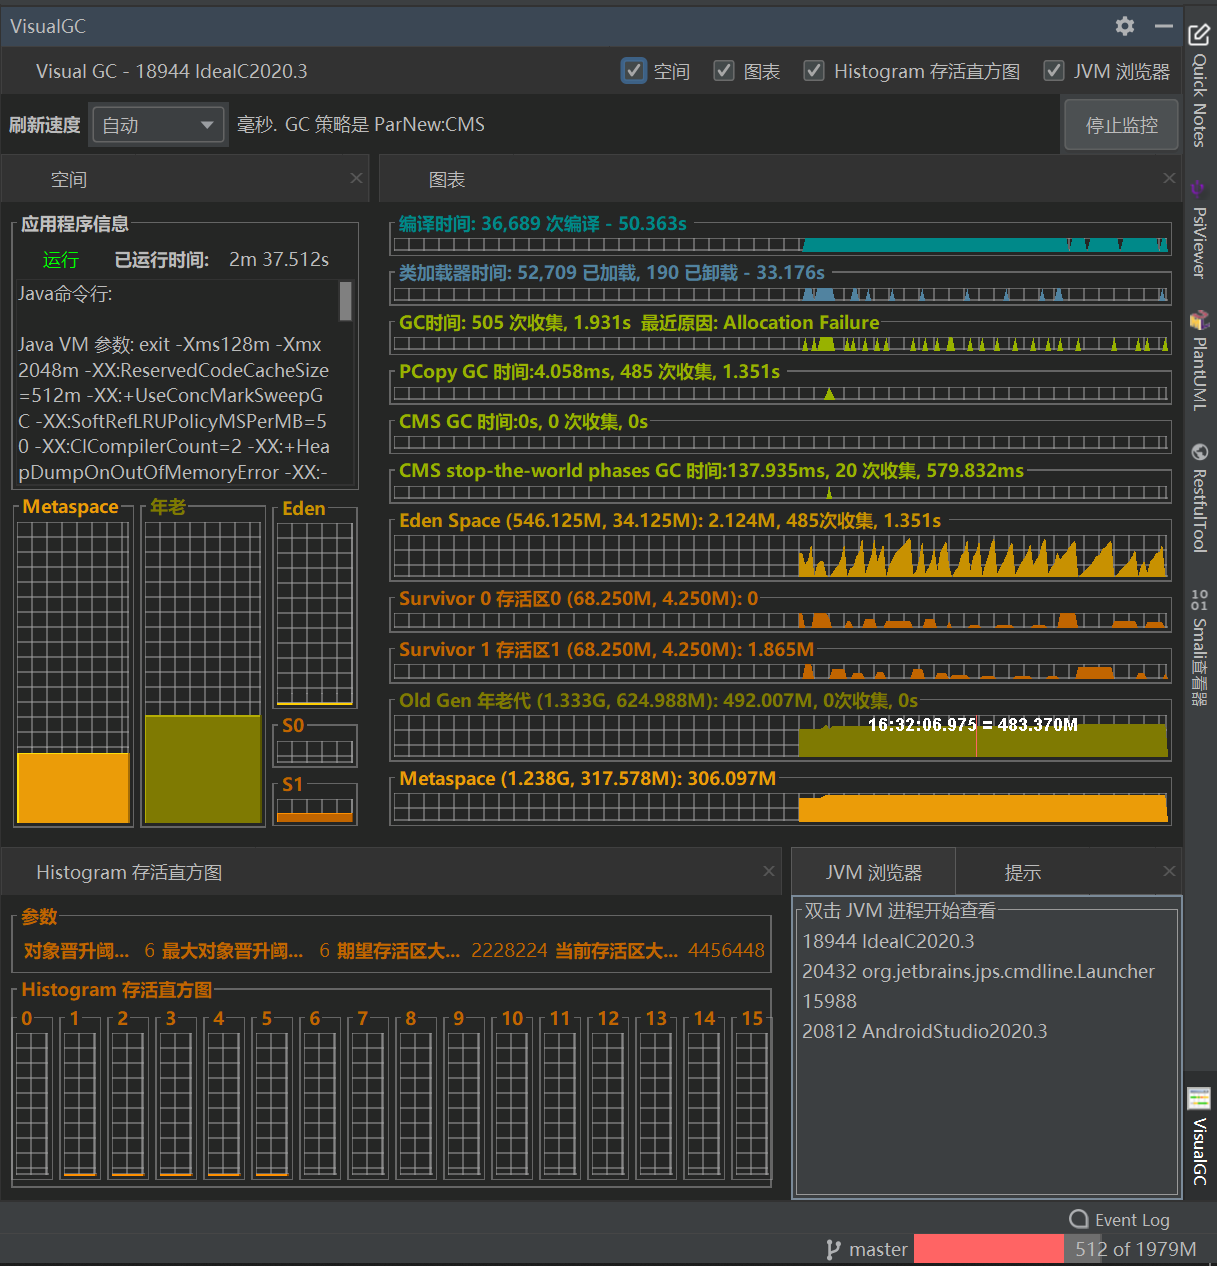 VisualGC
Visual GC - 18944 IdealC2020.3
空间
图表
Histogram 存活直方图
JVM 浏览器
刷新速度
自动
毫秒. GC 策略是 ParNew:CMS
停止监控
空间
图表
应用程序信息
运行
已运行时间:
2m 37.512s
Java命令行:
Java VM 参数: exit -Xms128m -Xmx
2048m -XX:ReservedCodeCacheSize
=512m -XX:+UseConcMarkSweepG
C -XX:SoftRefLRUPolicyMSPerMB=5
0 -XX:CICompilerCount=2 -XX:+Hea
pDumpOnOutOfMemoryError -XX:-
Metaspace
年老
Eden
S0
S1
编译时间: 36,689 次编译 - 50.363s
类加载器时间: 52,709 已加载, 190 已卸载 - 33.176s
GC时间: 505 次收集, 1.931s 最近原因: Allocation Failure
PCopy GC 时间:4.058ms, 485 次收集, 1.351s
CMS GC 时间:0s, 0 次收集, 0s
CMS stop-the-world phases GC 时间:137.935ms, 20 次收集, 579.832ms
Eden Space (546.125M, 34.125M): 2.124M, 485次收集, 1.351s
Survivor 0 存活区0 (68.250M, 4.250M): 0
Survivor 1 存活区1 (68.250M, 4.250M): 1.865M
Old Gen 年老代 (1.333G, 624.988M): 492.007M, 0次收集, 0s
16:32:06.975 = 483.370M
Metaspace (1.238G, 317.578M): 306.097M
Histogram 存活直方图
参数
对象晋升阈... 6 最大对象晋升阈... 6 期望存活区大... 2228224 当前存活区大... 4456448
Histogram 存活直方图
0 1 2 3 4 5 6 7 8 9 10 11 12 13 14 15
JVM 浏览器
提示
双击 JVM 进程开始查看
18944 IdealC2020.3
20432 org.jetbrains.jps.cmdline.Launcher
15988
20812 AndroidStudio2020.3
Quick Notes
PsiViewer
PlantUML
RestfulTool
10
01
Smali查看器
VisualGC
Event Log
master
512 of 1979M